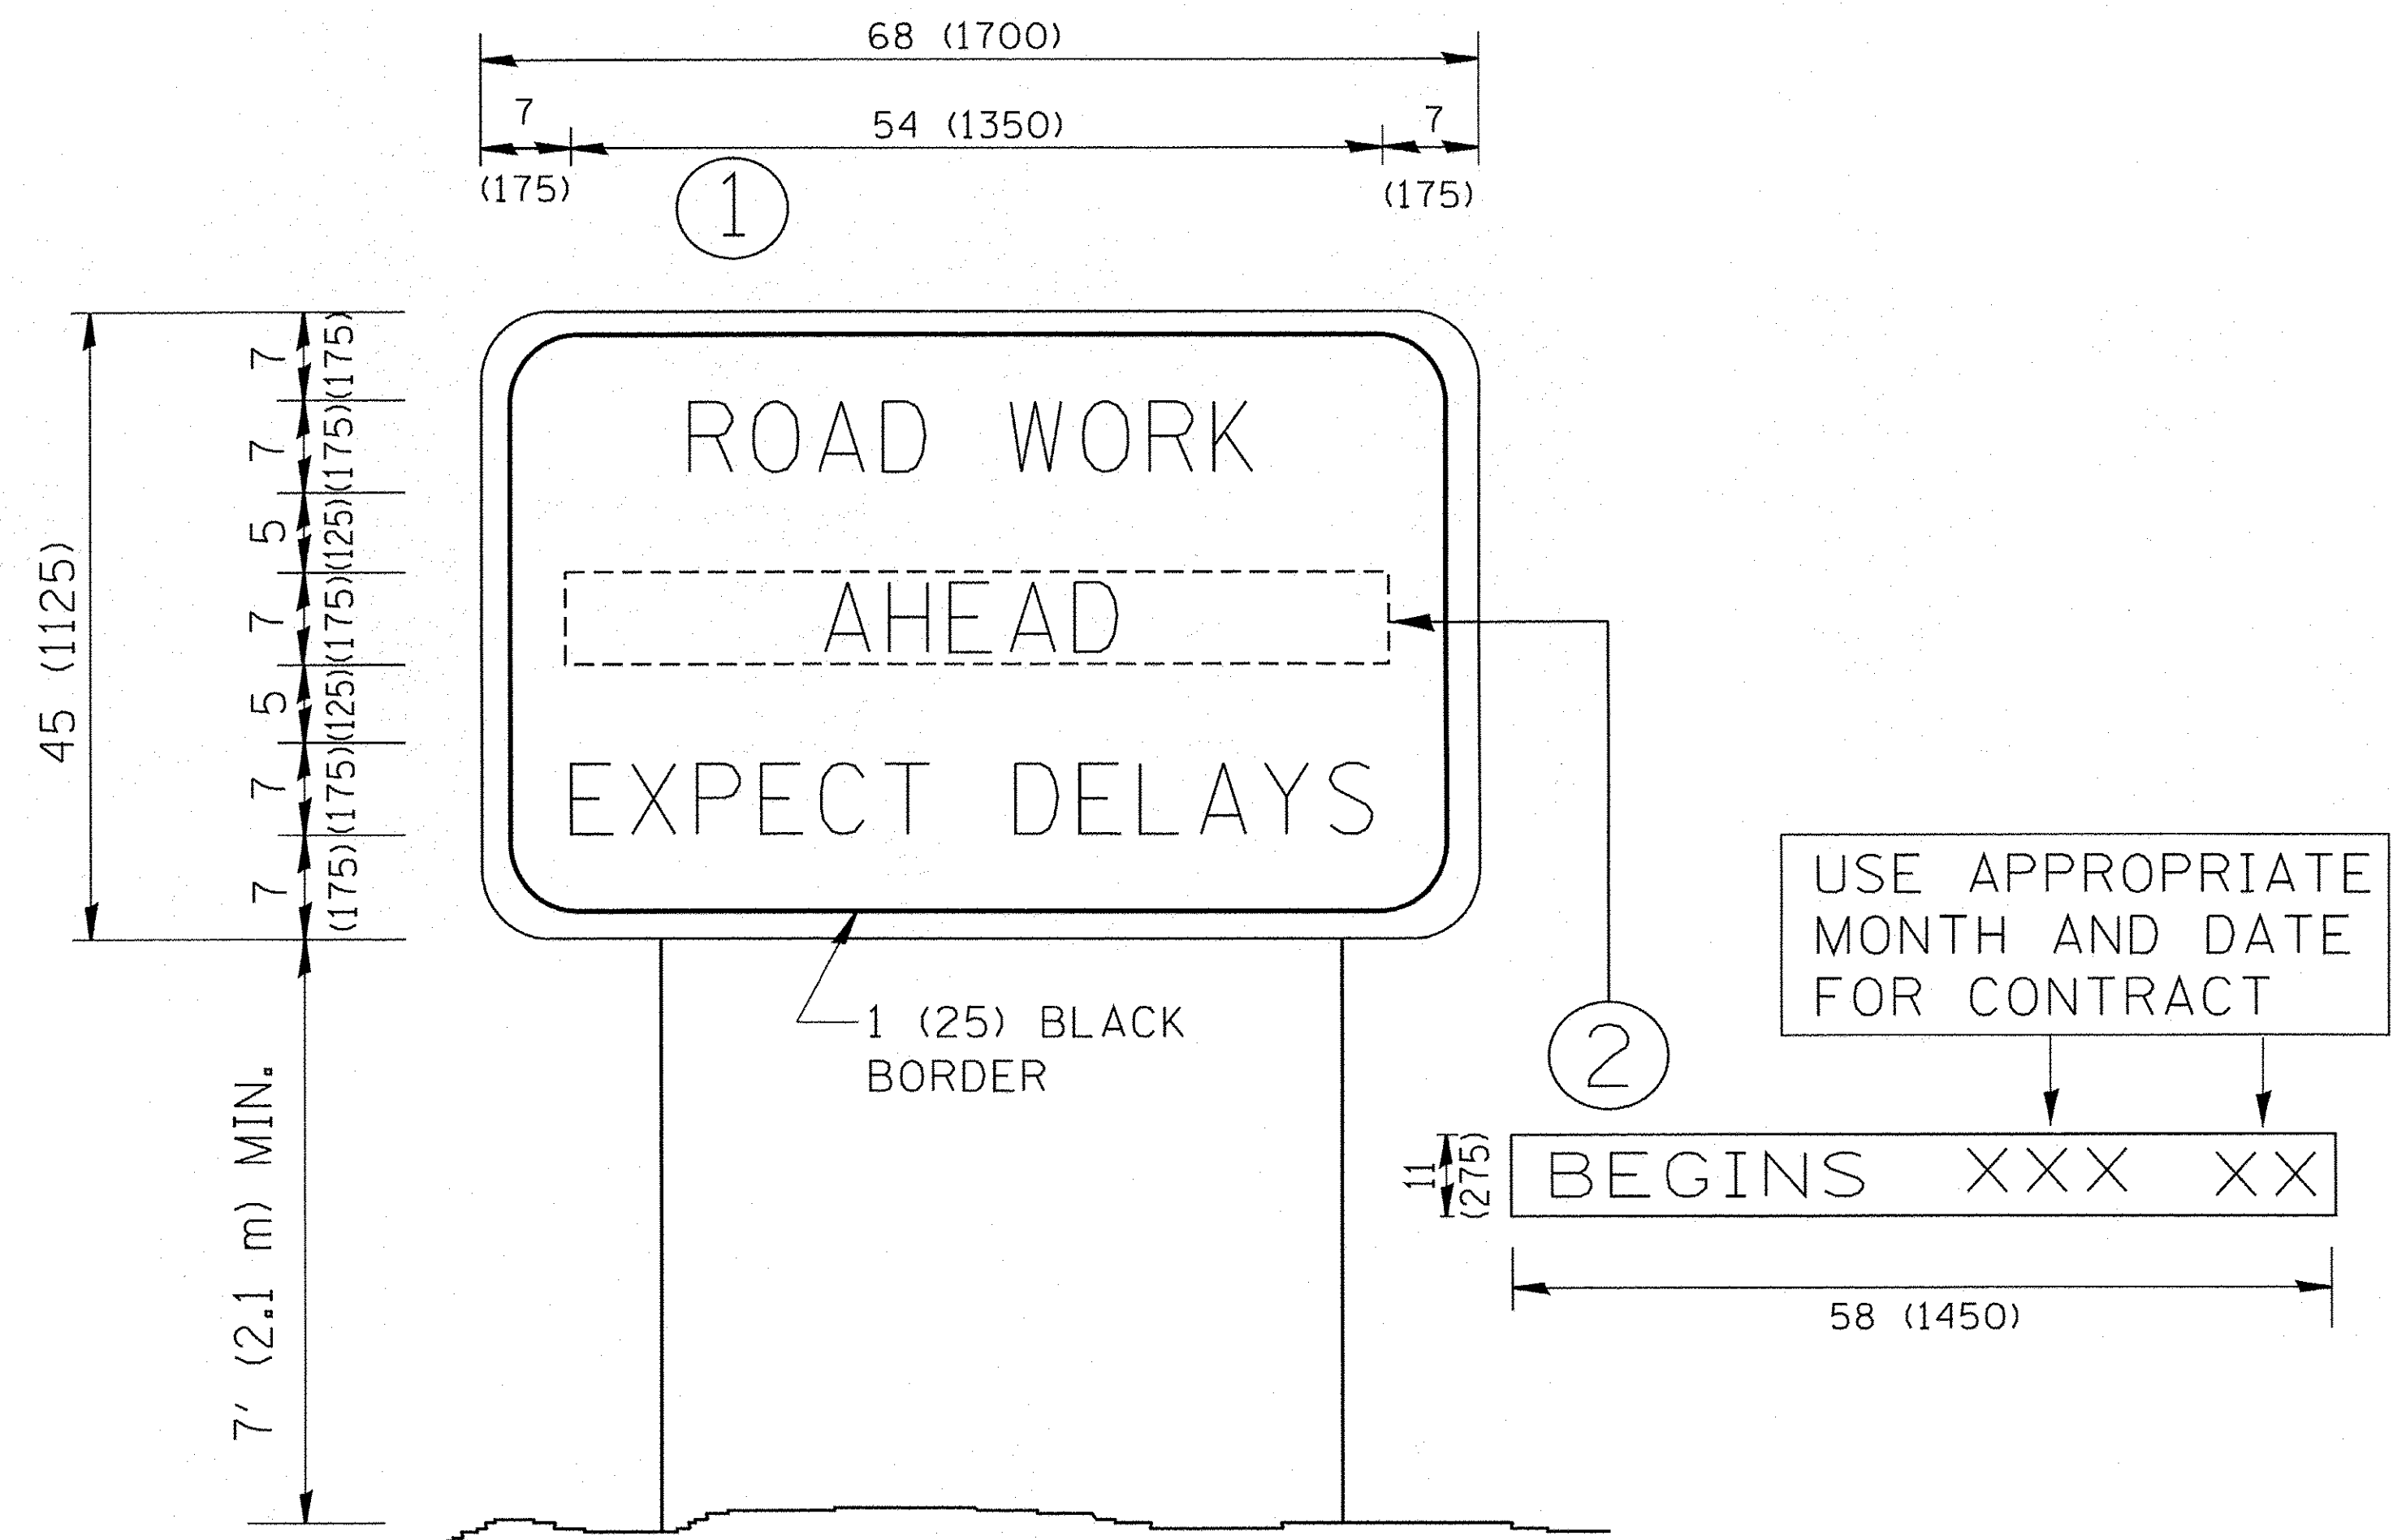 68 (1700)
7
54 (1350)
7
(175)
(175)
1
45 (1125)
7
(175)
7
(175)
5
(125)
7
(175)
5
(125)
7
(175)
7
(175)
ROAD WORK
AHEAD
EXPECT DELAYS
1 (25) BLACK
BORDER
7' (2.1 m) MIN.
USE APPROPRIATE
MONTH AND DATE
FOR CONTRACT
2
11
(275)
BEGINS XXX XX
58 (1450)